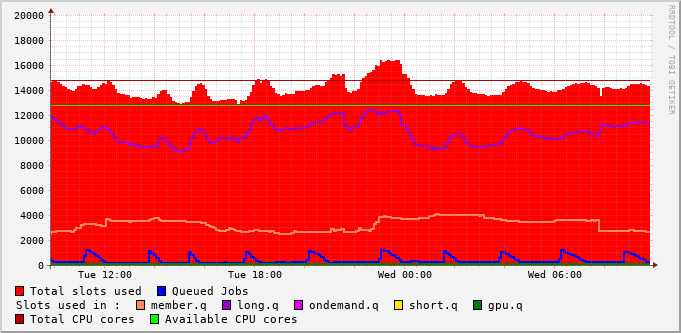 RRDTOOL / TOBI OETIKER
20000
18000
16000
14000
12000
10000
8000
6000
4000
2000
0
Tue 12:00 Tue 18:00 Wed 00:00 Wed 06:00
Total slots used Queued Jobs
Slots used in : member.q long.q ondemand.q short.q gpu.q
Total CPU cores Available CPU cores